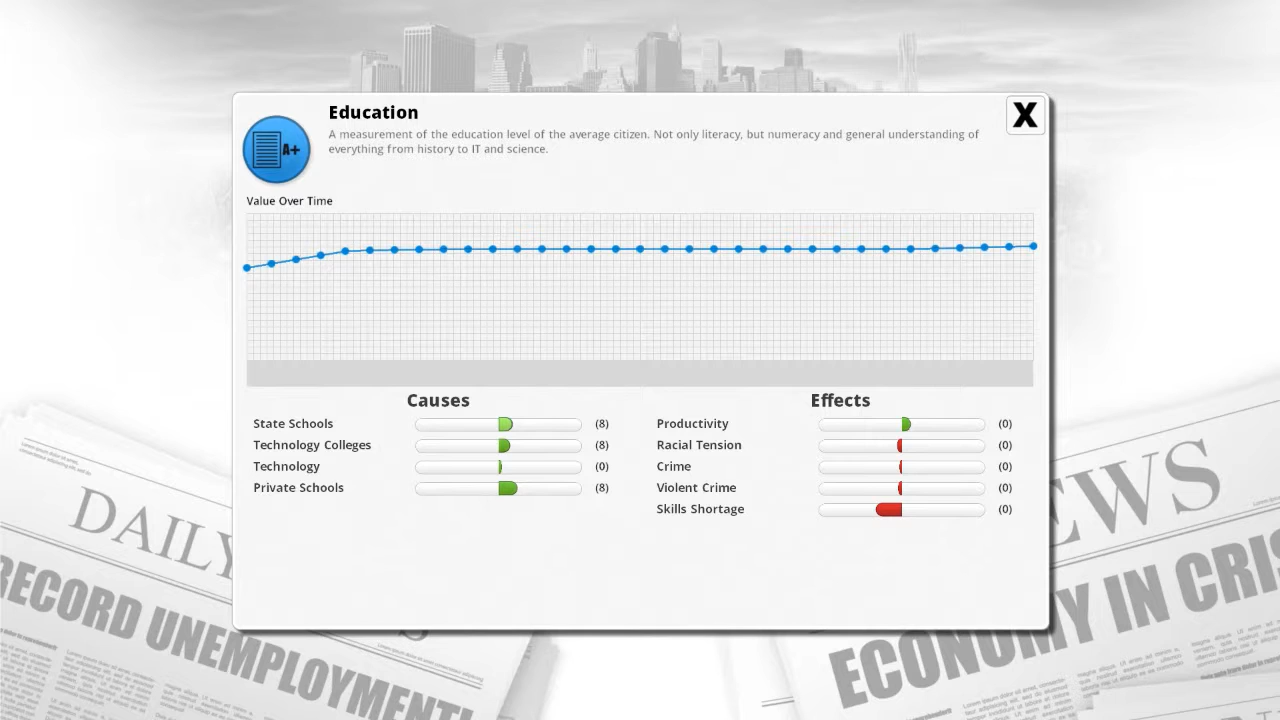 Education
A measurement of the education level of the average citizen. Not only literacy, but numeracy and general understanding of
everything from history to IT and science.
X
A+
Value Over Time
Causes
State Schools (8)
Technology Colleges (8)
Technology (0)
Private Schools (8)
Effects
Productivity (0)
Racial Tension (0)
Crime (0)
Violent Crime (0)
Skills Shortage (0)
DAILY
RECORD UNEMPLOYMENT!
EWS
ECONOMY IN CRIS